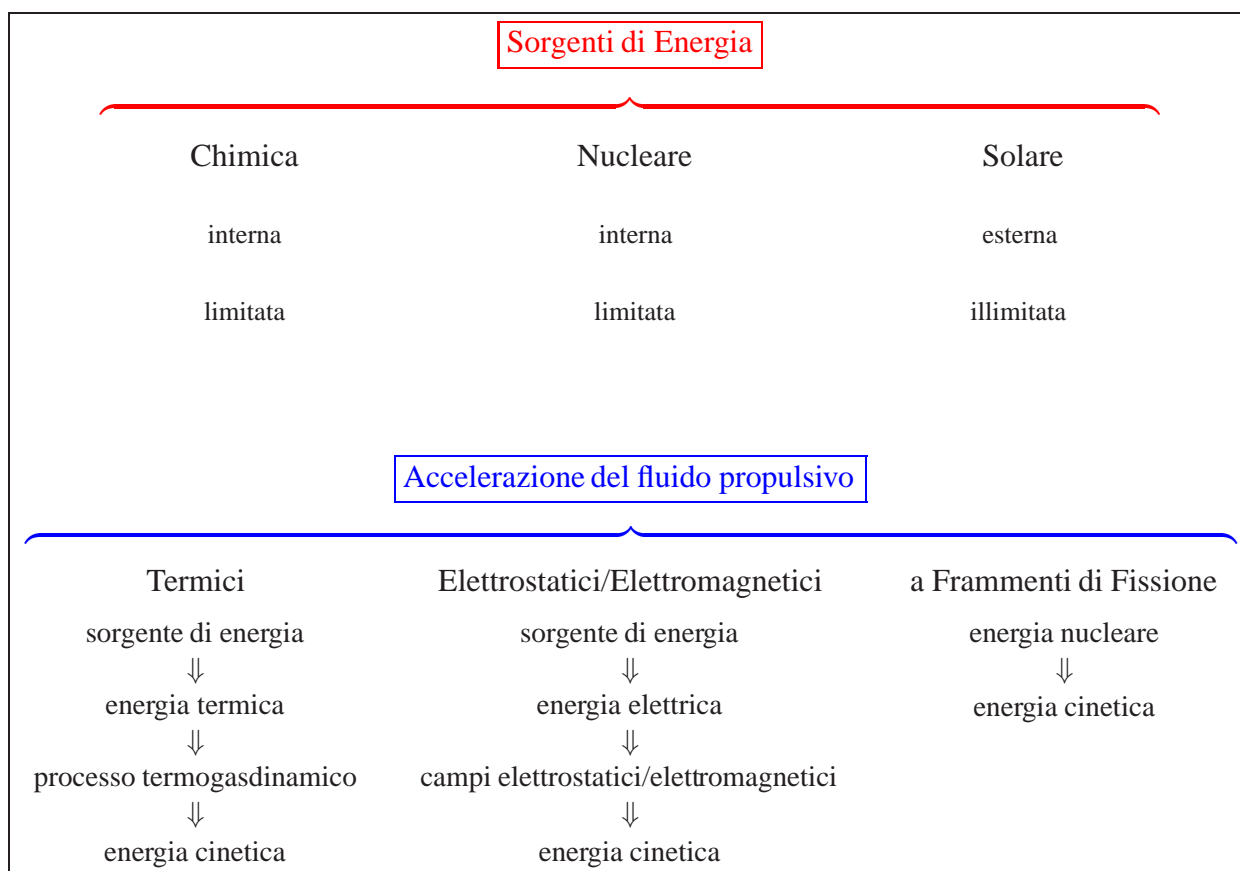 Sorgenti di Energia
Chimica Nucleare Solare
interna interna esterna
limitata limitata illimitata
Accelerazione del fluido propulsivo
Termici Elettrostatici/Elettromagnetici a Frammenti di Fissione
sorgente di energia sorgente di energia energia nucleare
⇓ ⇓ ⇓
energia termica energia elettrica energia cinetica
⇓ ⇓
processo termogasdinamico campi elettrostatici/elettromagnetici
⇓ ⇓
energia cinetica energia cinetica